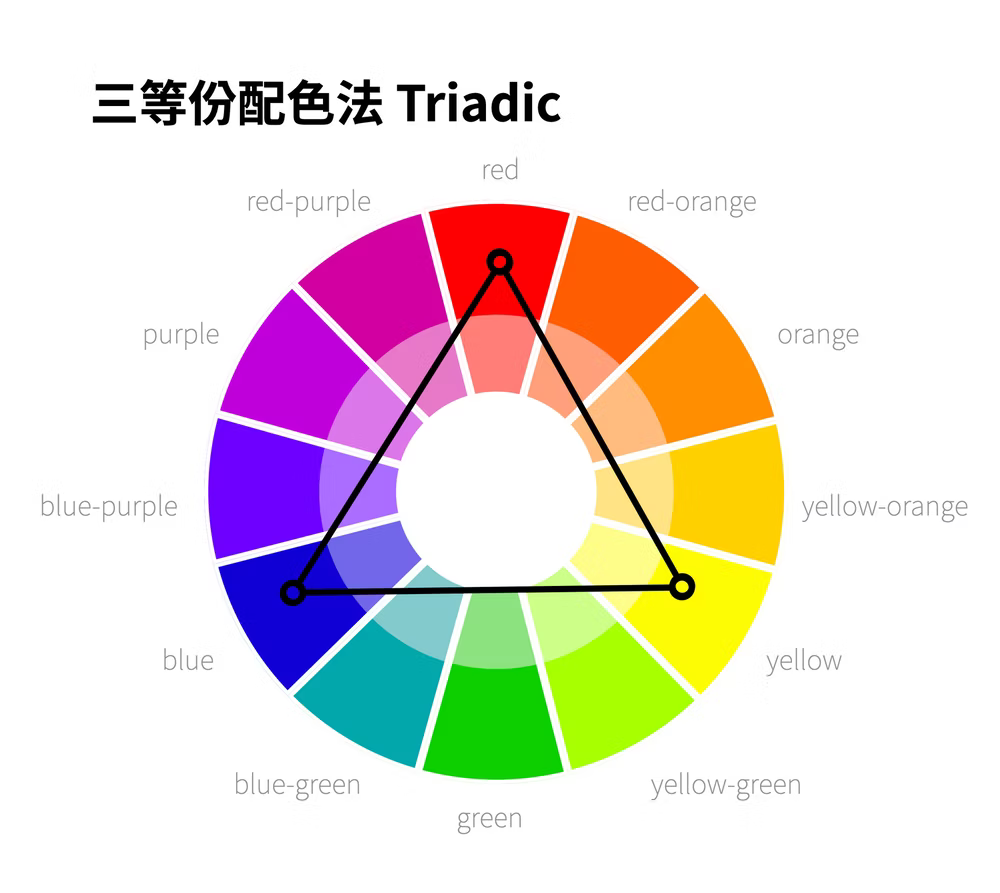 三等份配色法 Triadic
red
red-purple
red-orange
purple
orange
blue-purple
yellow-orange
blue
yellow
blue-green
yellow-green
green